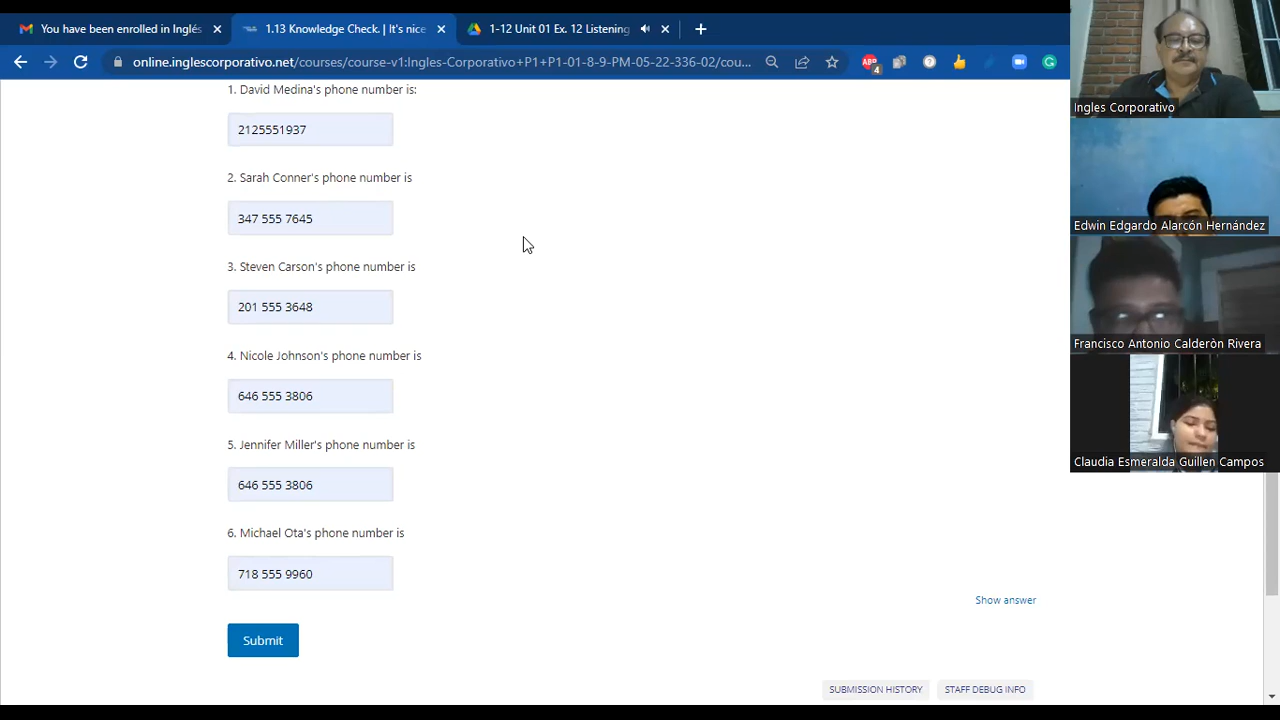 You have been enrolled in Inglés
1.13 Knowledge Check. | It's nice
1-12 Unit 01 Ex. 12 Listening
online.inglescorporativo.net/courses/course-v1:Ingles-Corporativo+P1+P1-01-8-9-PM-05-22-336-02/cou...
ABP
4
1. David Medina's phone number is:
2125551937
2. Sarah Conner's phone number is
347 555 7645
3. Steven Carson's phone number is
201 555 3648
4. Nicole Johnson's phone number is
646 555 3806
5. Jennifer Miller's phone number is
646 555 3806
6. Michael Ota's phone number is
718 555 9960
Show answer
Submit
SUBMISSION HISTORY
STAFF DEBUG INFO
Ingles Corporativo
Edwin Edgardo Alarcón Hernández
Francisco Antonio Calderòn Rivera
Claudia Esmeralda Guillen Campos